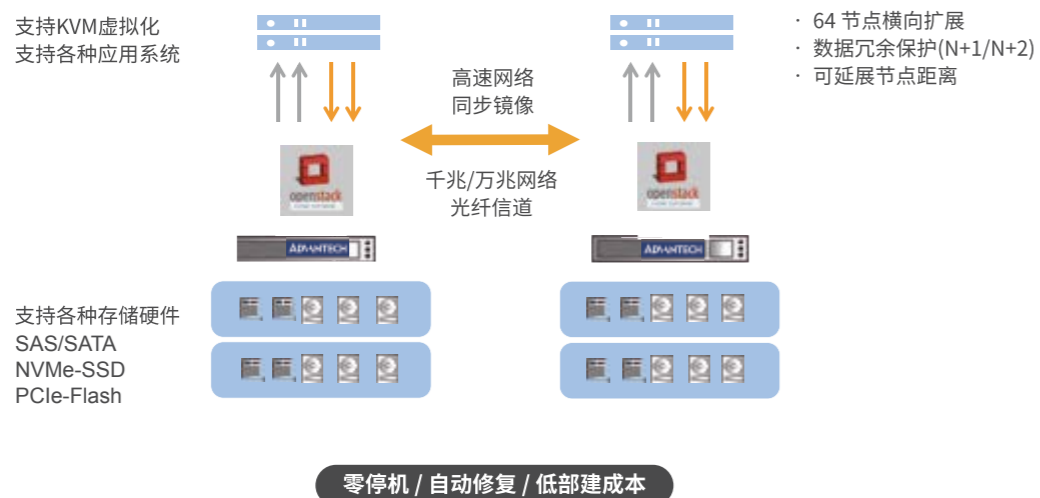 支持KVM虚拟化
支持各种应用系统
· 64 节点横向扩展
· 数据冗余保护(N+1/N+2)
· 可延展节点距离
高速网络
同步镜像
openstack
openstack
千兆/万兆网络
光纤信道
ADVANTECH
ADVANTECH
支持各种存储硬件
SAS/SATA
NVMe-SSD
PCIe-Flash
零停机 / 自动修复 / 低部建成本